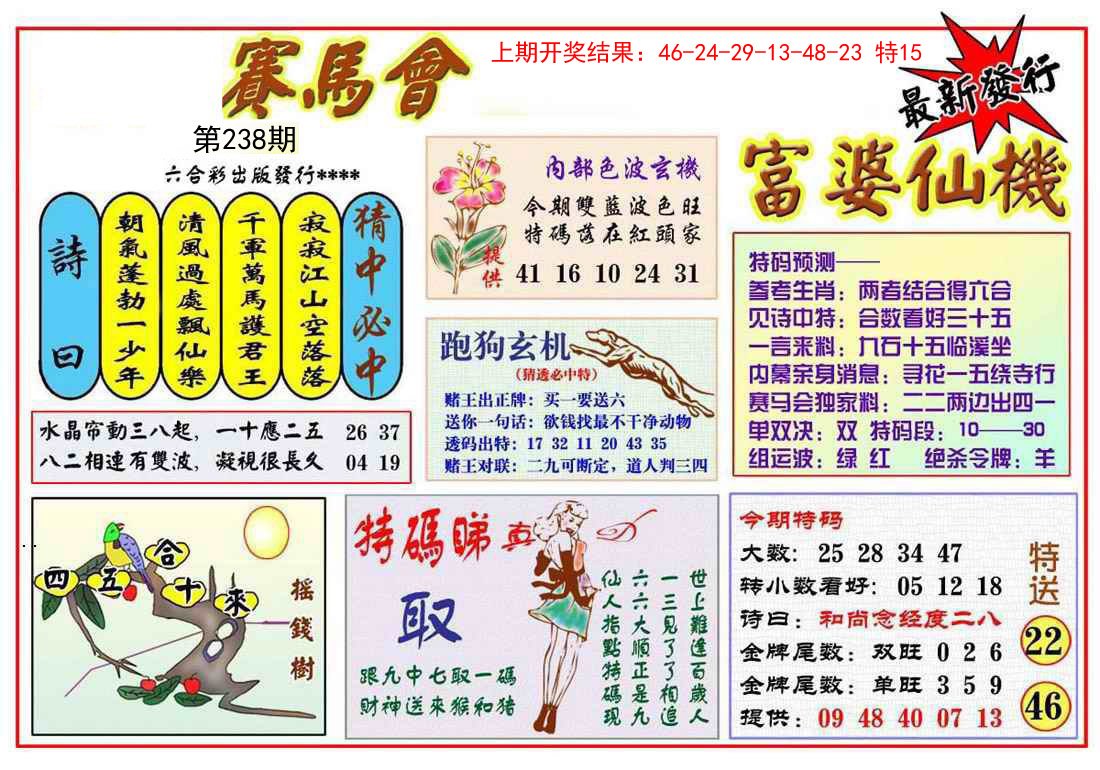 上期开奖结果：46-24-29-13-48-23 特15
賽馬會
最新發行
第238期
六合彩出版發行****
富婆仙機
詩曰
朝氣蓬勃一少年
清風過處飄仙樂
千軍萬馬護君王
寂寂江山空落落
猜中必中
水晶帘動三八起，一十應二五 26 37
八二相連有雙波，凝視很長久 04 19
内部色波玄機
今期雙藍波色旺
特碼落在紅頭家
提供
41 16 10 24 31
跑狗玄机
（猜透必中特）
赌王出正牌：买一要送六
送你一句话：欲钱找最不干净动物
透码出特：17 32 11 20 43 35
赌王对联：二九可断定，道人判三四
特码预测——
参考生肖：两者结合得六合
见诗中特：合数看好三十五
一言来料：九石十五临溪坐
内幕亲身消息：寻花一五绕寺行
赛马会独家料：二二两边出四一
单双决：双 特码段：10——30
组运波：绿 红 绝杀令牌：羊
四五合十來
摇錢樹
特碼睇真D
取
跟九中七取一碼
財神送來猴和猪
世上難逢百歲人
一三見了了相追
六六大順正是九
仙人指點特碼現
今期特码
大数：25 28 34 47
转小数看好：05 12 18
诗曰：和尚念经度二八
金牌尾数：双旺 0 2 6
金牌尾数：单旺 3 5 9
提供：09 48 40 07 13
特送
22
46